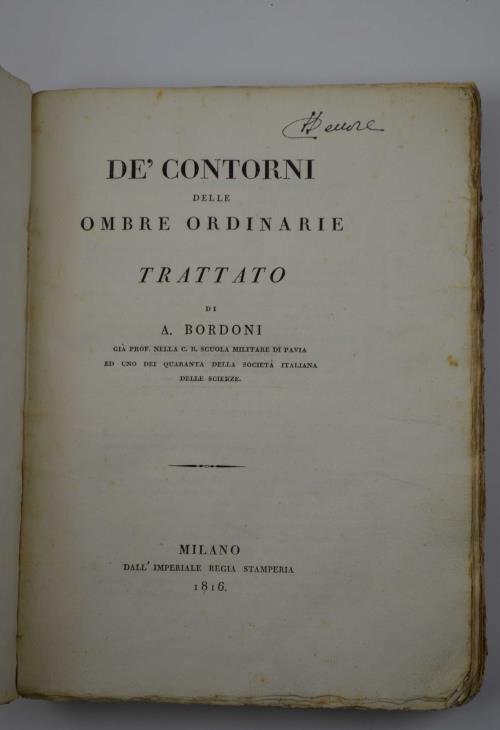 DE' CONTORNI
DELLE
OMBRE ORDINARIE
TRATTATO
DI
A. BORDONI
GIÀ PROF. NELLA C. R. SCUOLA MILITARE DI PAVIA
ED UNO DEI QUARANTA DELLA SOCIETÀ ITALIANA
DELLE SCIENZE.
MILANO
DALL' IMPERIALE REGIA STAMPERIA
1816.